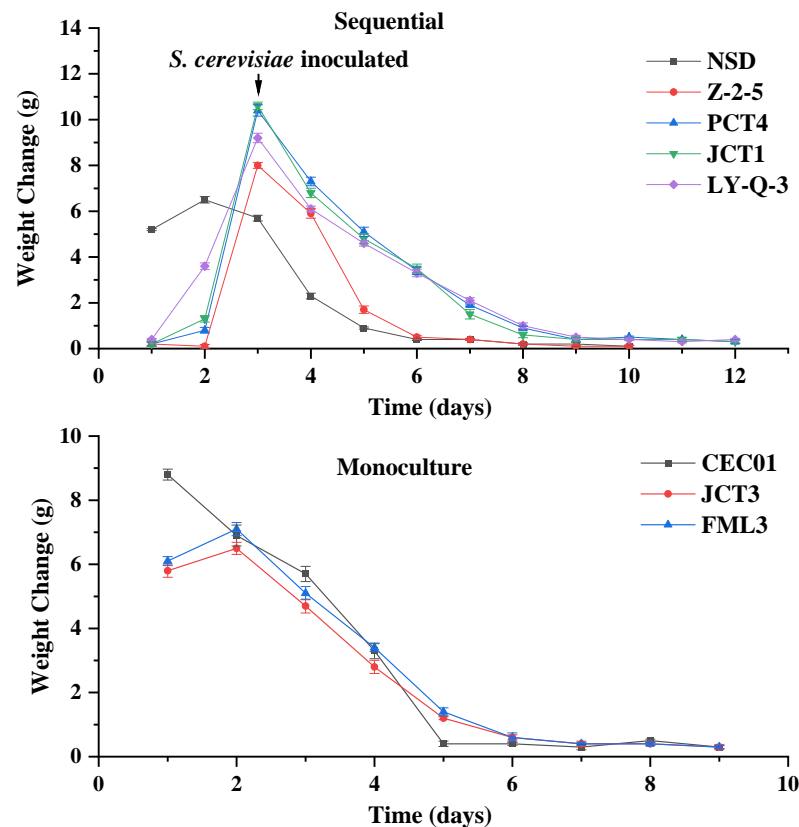 Sequential
S. cerevisiae inoculated
NSD
Z-2-5
PCT4
JCT1
LY-Q-3
Weight Change (g)
14
12
10
8
6
4
2
0
0 2 4 6 8 10 12
Time (days)
Monoculture
CEC01
JCT3
FML3
Weight Change (g)
10
8
6
4
2
0
0 2 4 6 8 10
Time (days)